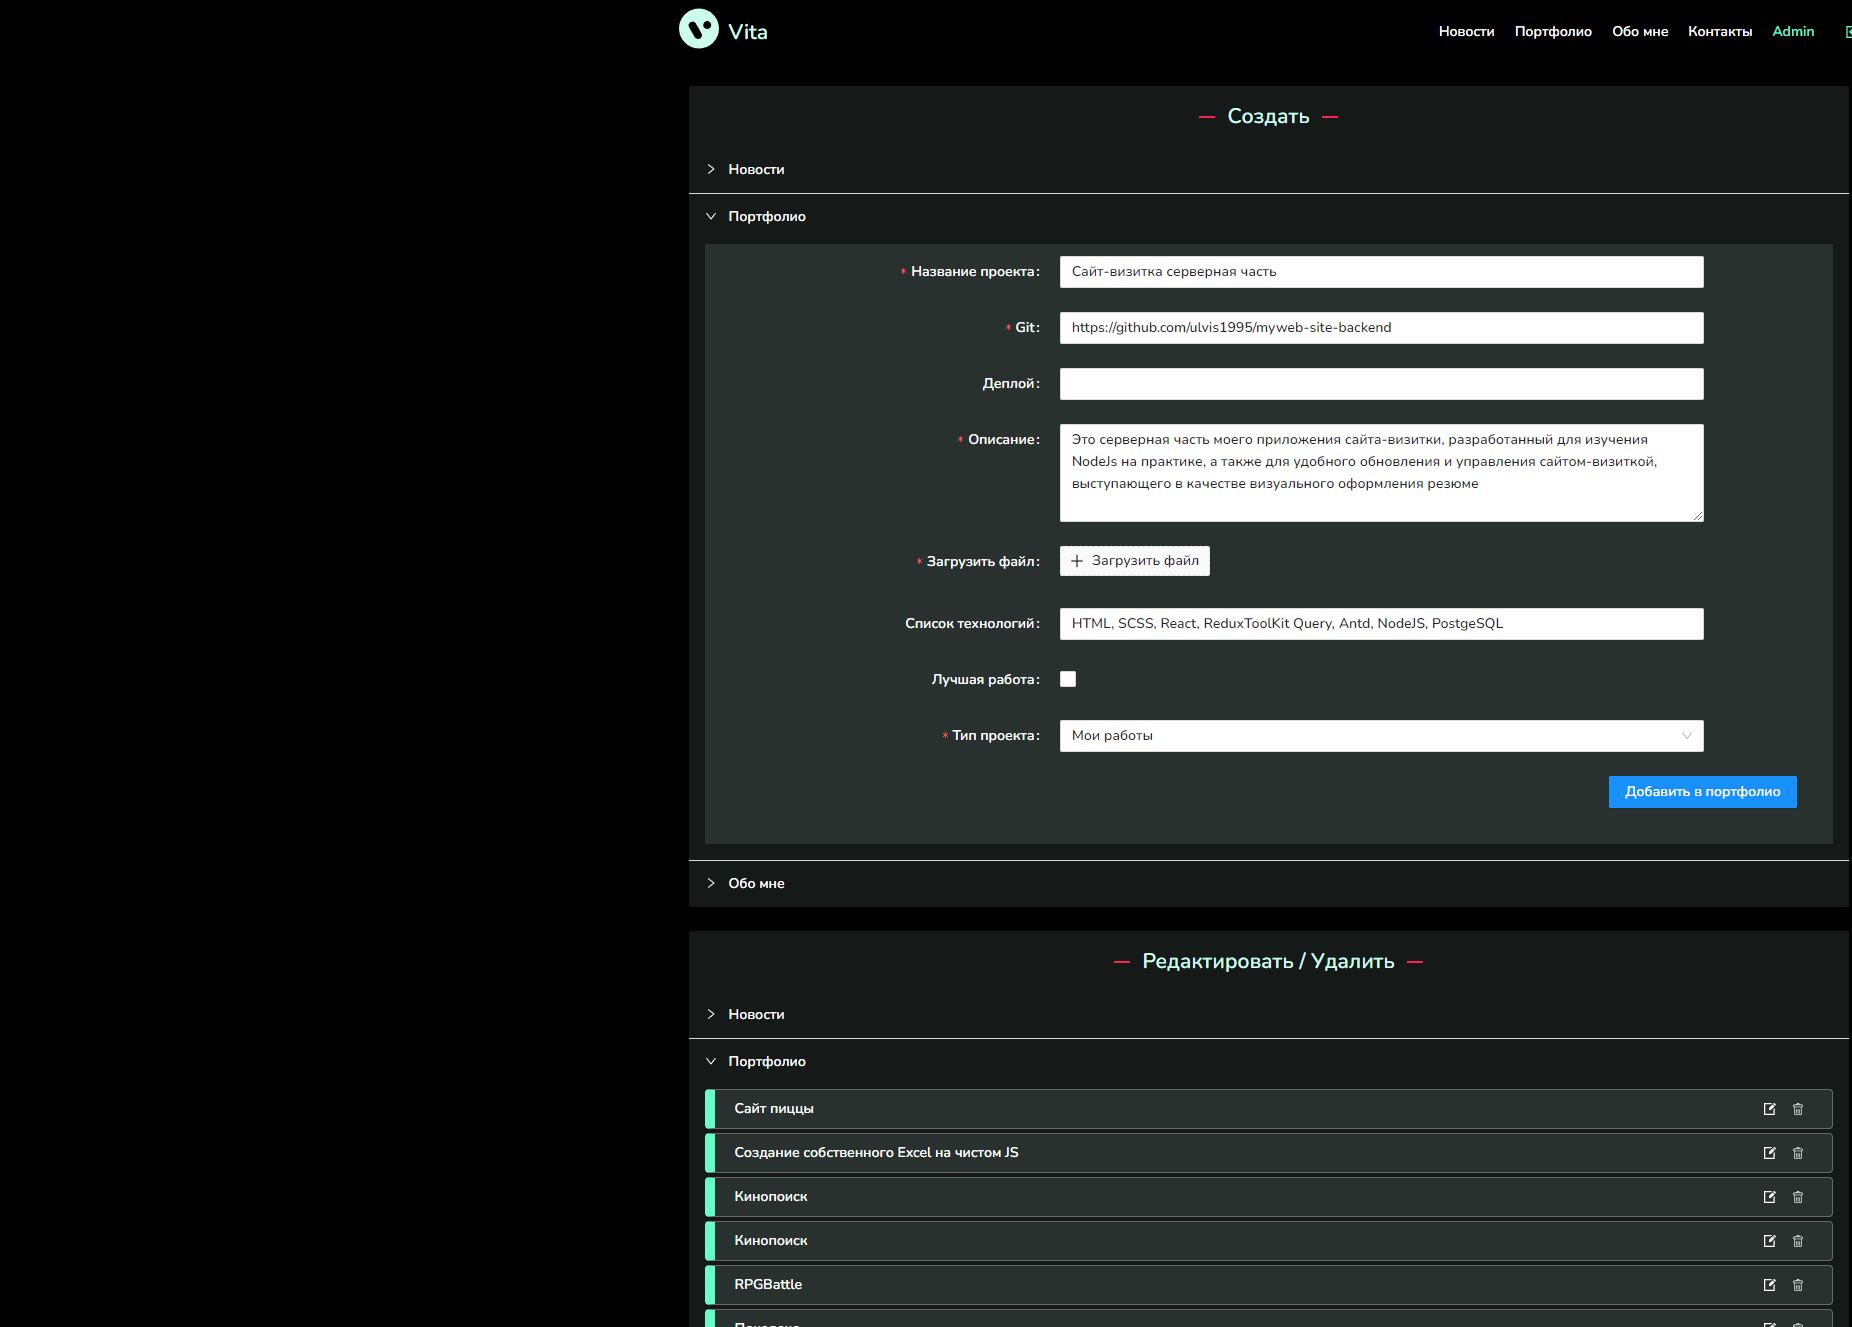 Vita
Новости Портфолио Обо мне Контакты Admin
Создать
Новости
Портфолио
* Название проекта: Сайт-визитка серверная часть
* Git: https://github.com/ulvis1995/myweb-site-backend
Деплой:
* Описание: Это серверная часть моего приложения сайта-визитки, разработанный для изучения
NodeJs на практике, а также для удобного обновления и управления сайтом-визиткой,
выступающего в качестве визуального оформления резюме
* Загрузить файл: + Загрузить файл
Список технологий: HTML, SCSS, React, ReduxToolKit Query, Antd, NodeJS, PostgeSQL
Лучшая работа:
* Тип проекта: Мои работы
Добавить в портфолио
Обо мне
Редактировать / Удалить
Новости
Портфолио
Сайт пиццы
Создание собственного Excel на чистом JS
Кинопоиск
Кинопоиск
RPGBattle